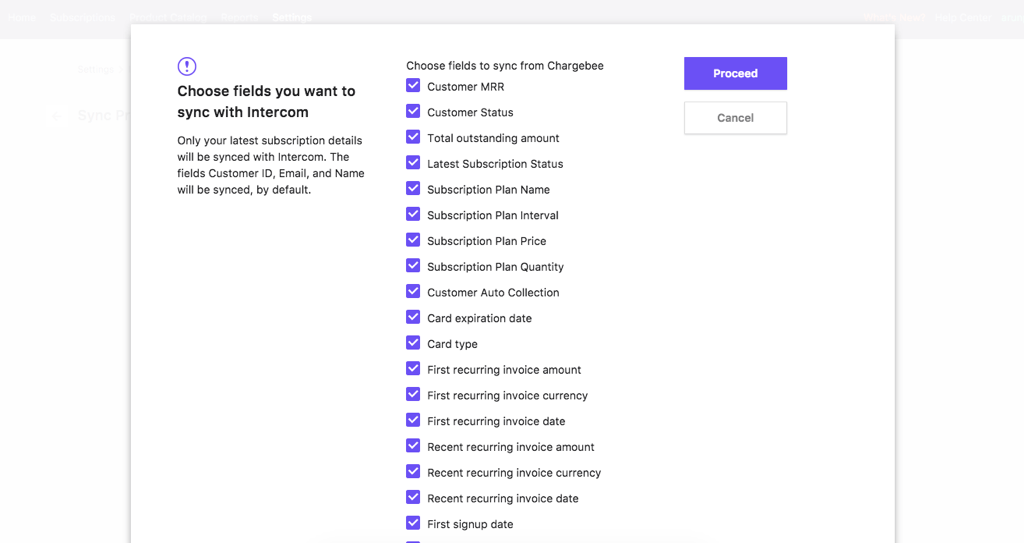 Settings
Settings
Sync Pr
Choose fields you want to
sync with Intercom
Only your latest subscription details
will be synced with Intercom. The
fields Customer ID, Email, and Name
will be synced, by default.
Choose fields to sync from Chargebee
Customer MRR
Customer Status
Total outstanding amount
Latest Subscription Status
Subscription Plan Name
Subscription Plan Interval
Subscription Plan Price
Subscription Plan Quantity
Customer Auto Collection
Card expiration date
Card type
First recurring invoice amount
First recurring invoice currency
First recurring invoice date
Recent recurring invoice amount
Recent recurring invoice currency
Recent recurring invoice date
First signup date
Proceed
Cancel